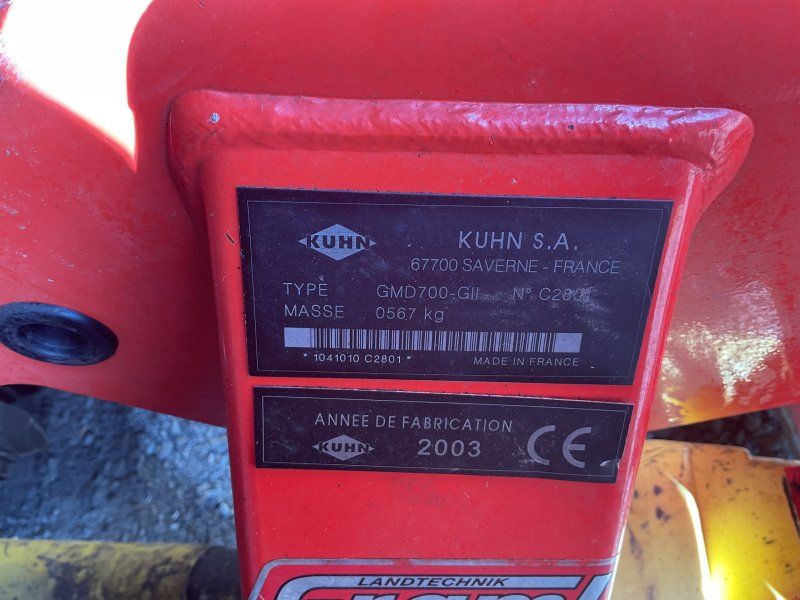 KUHN
KUHN S.A.
67700 SAVERNE - FRANCE
TYPE GMD700-GII N° C2801
MASSE 0567 kg
* 1041010 C2801 *
MADE IN FRANCE
ANNEE DE FABRICATION
KUHN
2003 CE
LANDTECHNIK